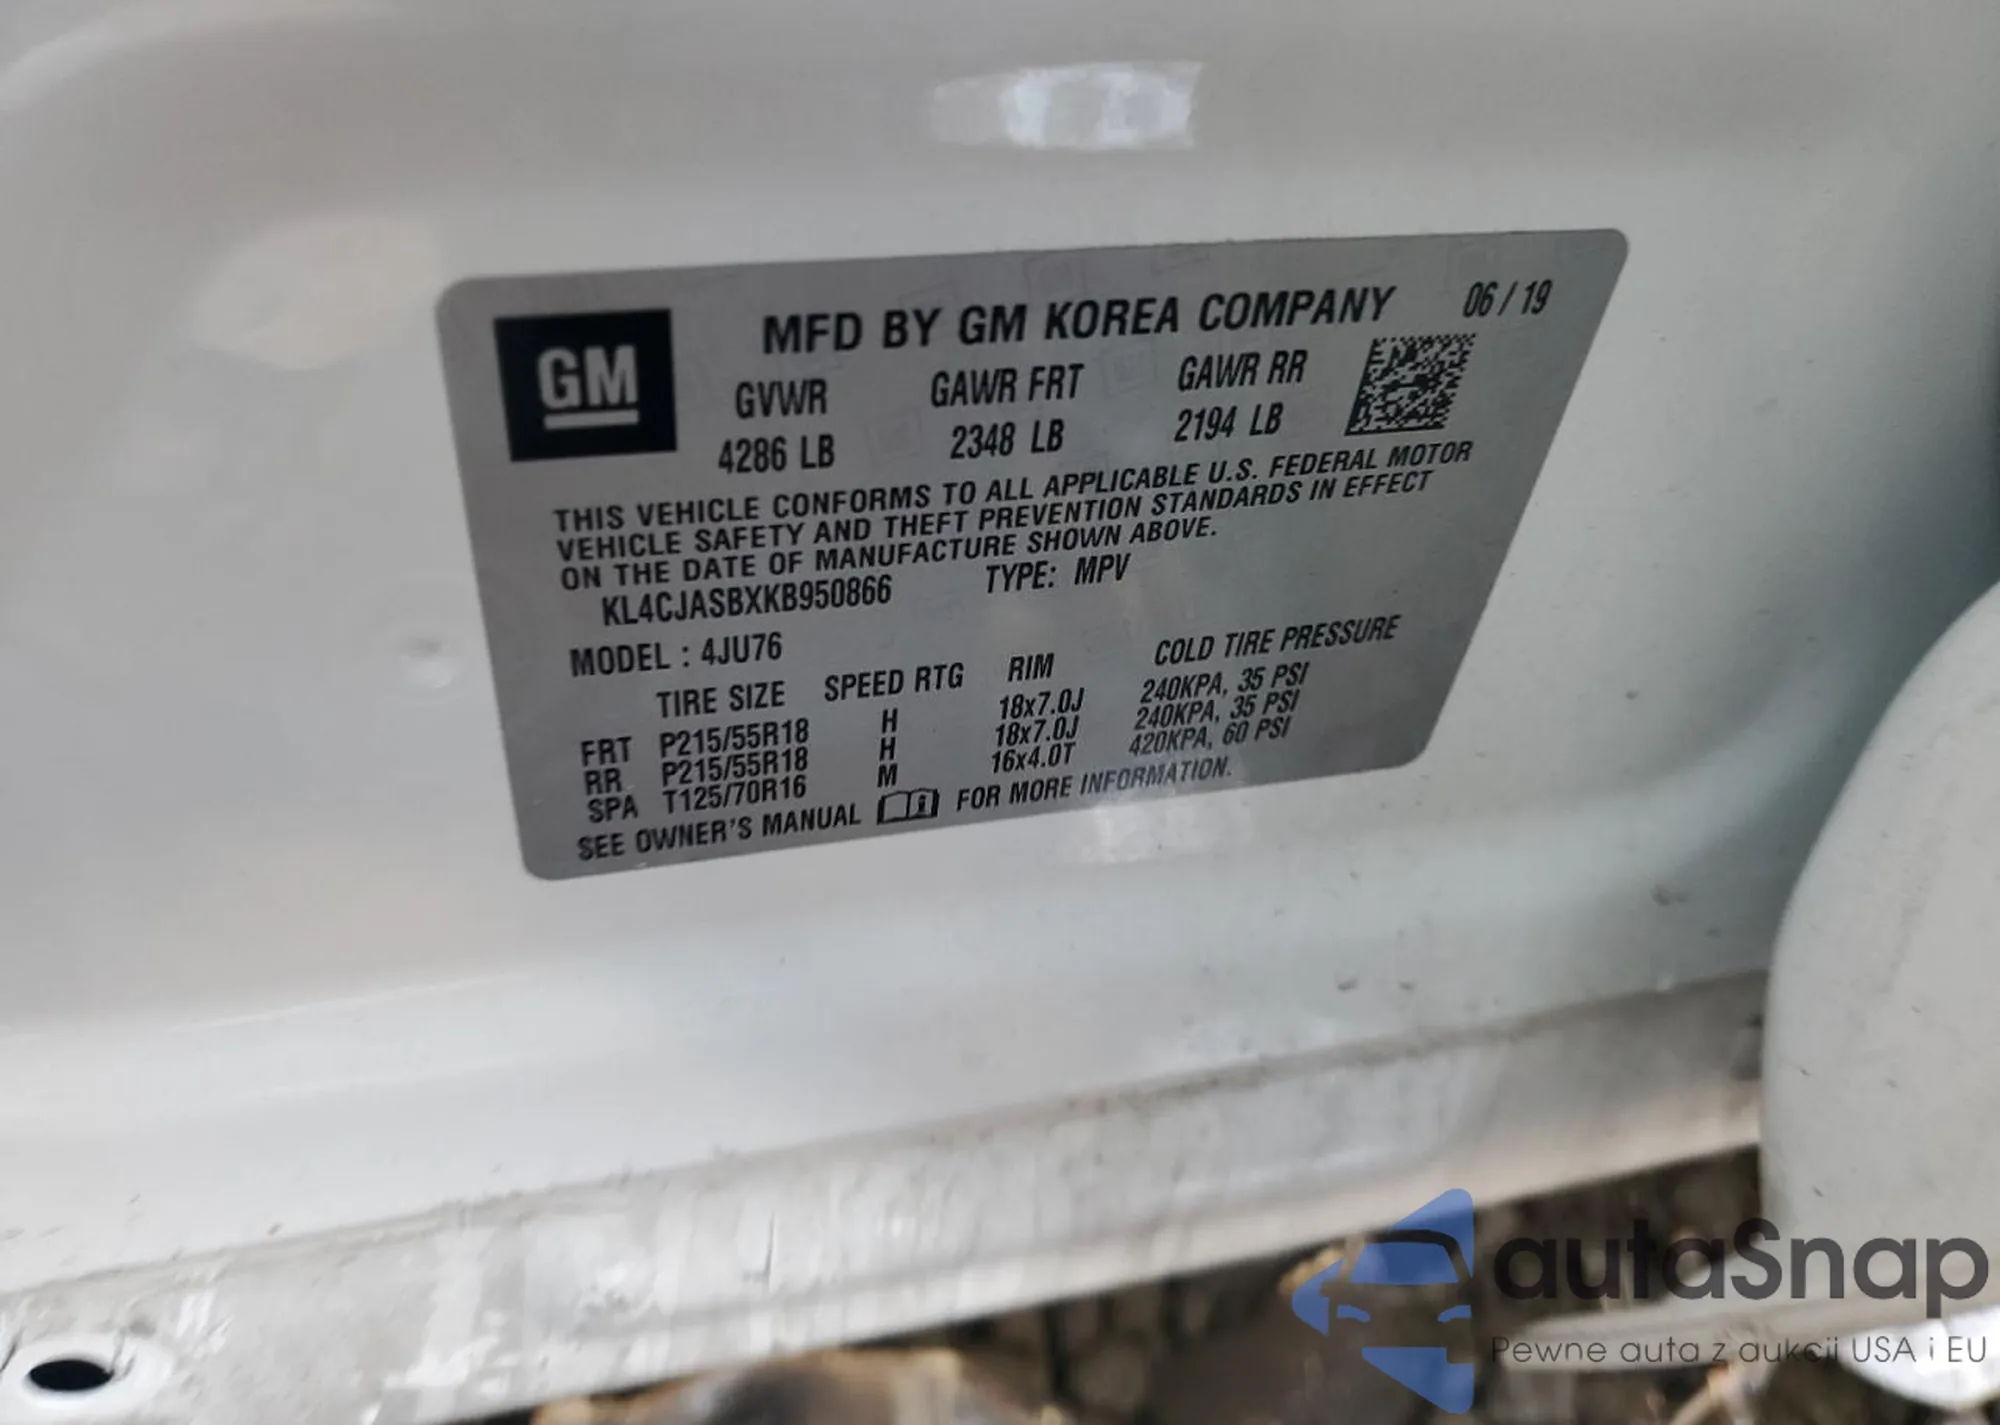 GM
MFD BY GM KOREA COMPANY 06 / 19
GVWR GAWR FRT GAWR RR
4286 LB 2348 LB 2194 LB
THIS VEHICLE CONFORMS TO ALL APPLICABLE U.S. FEDERAL MOTOR
VEHICLE SAFETY AND THEFT PREVENTION STANDARDS IN EFFECT
ON THE DATE OF MANUFACTURE SHOWN ABOVE.
KL4CJASBXKB950866 TYPE: MPV
MODEL : 4JU76
TIRE SIZE SPEED RTG RIM COLD TIRE PRESSURE
FRT P215/55R18 H 18x7.0J 240KPA, 35 PSI
RR P215/55R18 H 18x7.0J 240KPA, 35 PSI
SPA T125/70R16 M 16x4.0T 420KPA, 60 PSI
SEE OWNER'S MANUAL i FOR MORE INFORMATION.
autaSnap
Pewne auta z aukcji USA i EU